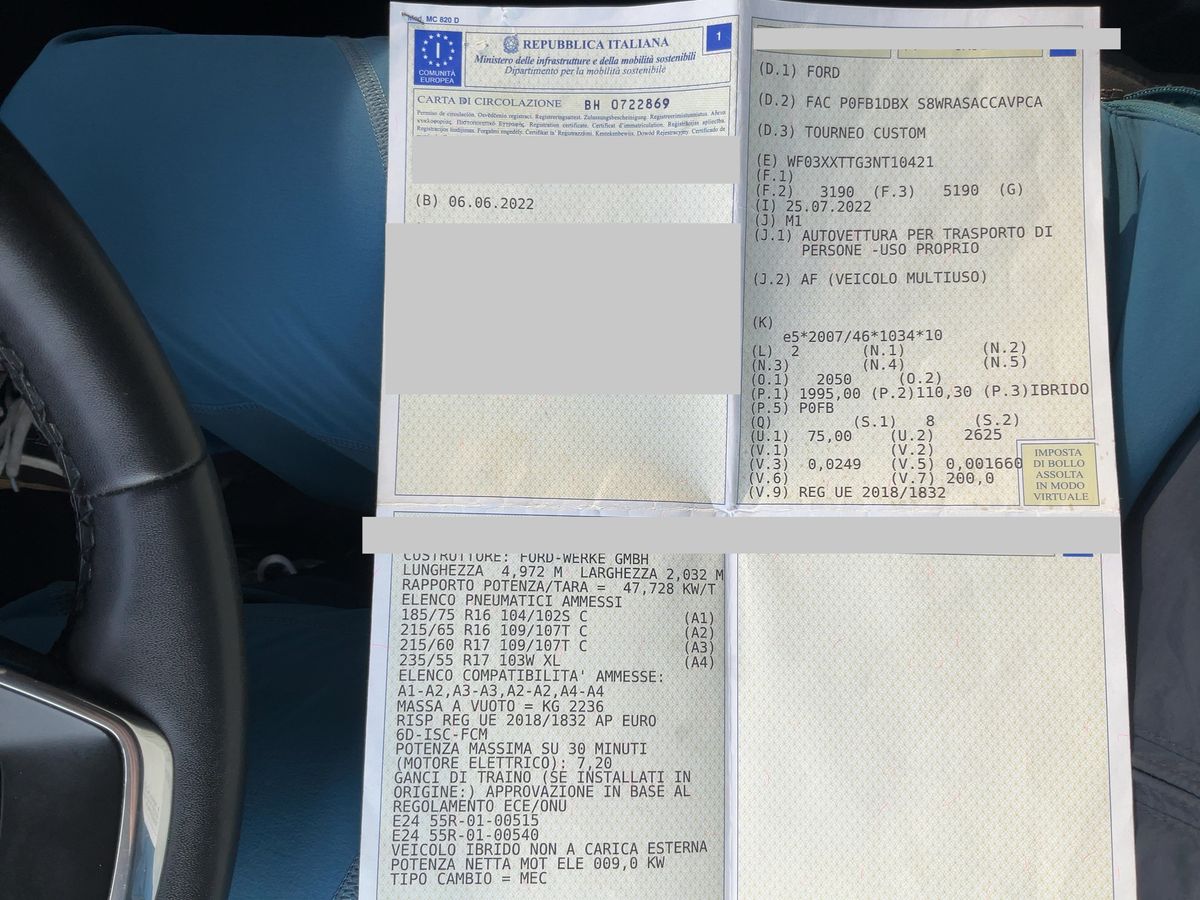 Mod. MC 820 D
I
COMUNITÀ
EUROPEA
REPUBBLICA ITALIANA
Ministero delle infrastrutture e della mobilità sostenibili
Dipartimento per la mobilità sostenibile
1
CARTA DI CIRCOLAZIONE BH 0722869
(B) 06.06.2022
(D.1) FORD
(D.2) FAC P0FB1DBX S8WRASACCAVPCA
(D.3) TOURNEO CUSTOM
(E) WF03XXTTG3NT10421
(F.1)
(F.2) 3190 (F.3) 5190 (G)
(I) 25.07.2022
(J) M1
(J.1) AUTOVETTURA PER TRASPORTO DI
PERSONE -USO PROPRIO
(J.2) AF (VEICOLO MULTIUSO)
(K)
e5*2007/46*1034*10
(L) 2 (N.1) (N.2)
(N.3) (N.4) (N.5)
(O.1) 2050 (O.2)
(P.1) 1995,00 (P.2)110,30 (P.3)IBRIDO
(P.5) P0FB
(Q) (S.1) 8 (S.2)
(U.1) 75,00 (U.2) 2625
(V.1) (V.2)
(V.3) 0,0249 (V.5) 0,001660
(V.6) (V.7) 200,0
(V.9) REG UE 2018/1832
IMPOSTA
DI BOLLO
ASSOLTA
IN MODO
VIRTUALE
COSTRUTTORE: FORD-WERKE GMBH
LUNGHEZZA 4,972 M LARGHEZZA 2,032 M
RAPPORTO POTENZA/TARA = 47,728 KW/T
ELENCO PNEUMATICI AMMESSI
185/75 R16 104/102S C (A1)
215/65 R16 109/107T C (A2)
215/60 R17 109/107T C (A3)
235/55 R17 103W XL (A4)
ELENCO COMPATIBILITA' AMMESSE:
A1-A2,A3-A3,A2-A2,A4-A4
MASSA A VUOTO = KG 2236
RISP REG UE 2018/1832 AP EURO
6D-ISC-FCM
POTENZA MASSIMA SU 30 MINUTI
(MOTORE ELETTRICO): 7,20
GANCI DI TRAINO (SE INSTALLATI IN
ORIGINE:) APPROVAZIONE IN BASE AL
REGOLAMENTO ECE/ONU
E24 55R-01-00515
E24 55R-01-00540
VEICOLO IBRIDO NON A CARICA ESTERNA
POTENZA NETTA MOT ELE 009,0 KW
TIPO CAMBIO = MEC